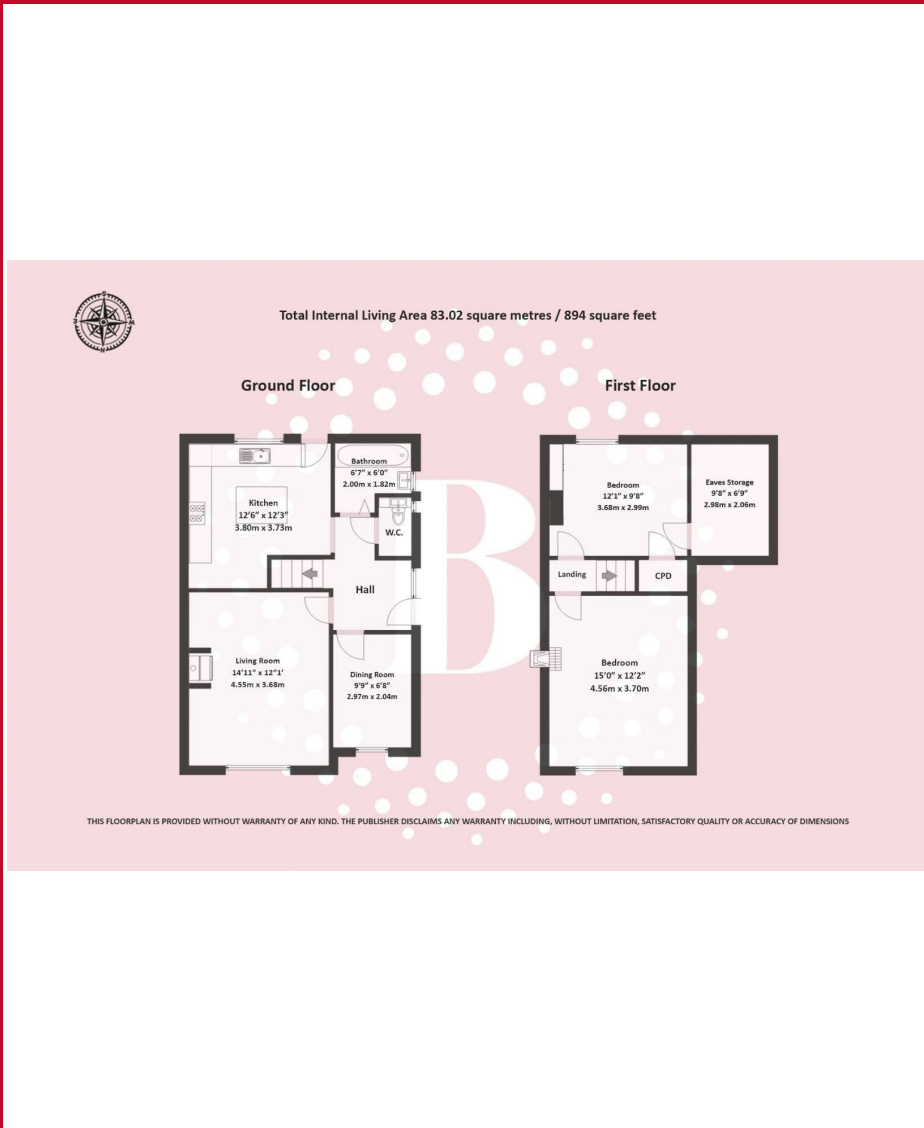 S
E
W
N
Total Internal Living Area 83.02 square metres / 894 square feet
Ground Floor
Kitchen
12'6" x 12'3"
3.80m x 3.73m
Bathroom
6'7" x 6'0"
2.00m x 1.82m
W.C.
Hall
Living Room
14'11" x 12'1'
4.55m x 3.68m
Dining Room
9'9" x 6'8"
2.97m x 2.04m
First Floor
Bedroom
12'1" x 9'8"
3.68m x 2.99m
Eaves Storage
9'8" x 6'9"
2.98m x 2.06m
Landing
CPD
Bedroom
15'0" x 12'2"
4.56m x 3.70m
B
THIS FLOORPLAN IS PROVIDED WITHOUT WARRANTY OF ANY KIND. THE PUBLISHER DISCLAIMS ANY WARRANTY INCLUDING, WITHOUT LIMITATION, SATISFACTORY QUALITY OR ACCURACY OF DIMENSIONS